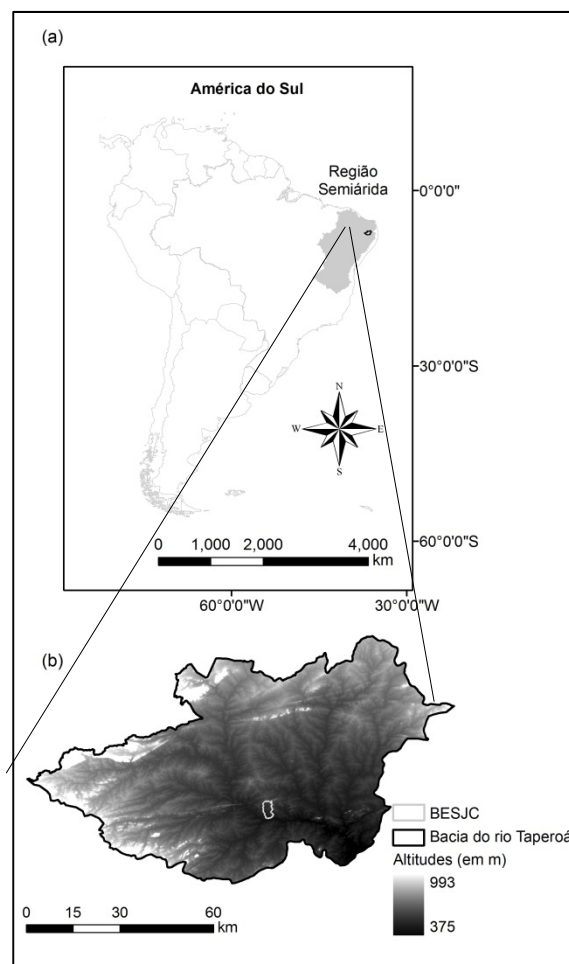 (a)
América do Sul
Região
Semiárida
0°0'0"
30°0'0"S
60°0'0"S
N
W
E
S
0 1,000 2,000 4,000
km
60°0'0"W 30°0'0"W
(b)
BESJC
Bacia do rio Taperoá
Altitudes (em m)
993
375
0 15 30 60
km